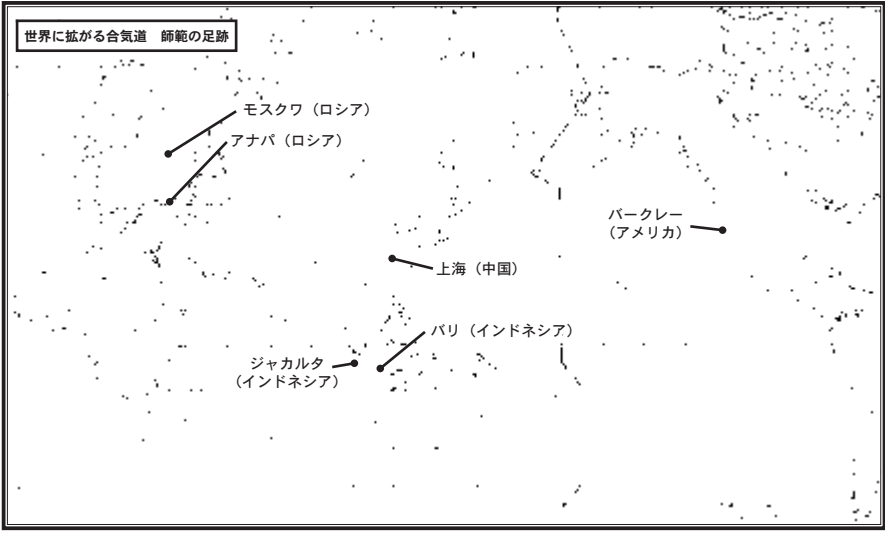 世界に拡がる合気道　師範の足跡
モスクワ（ロシア）
アナパ（ロシア）
バークレー
（アメリカ）
上海（中国）
バリ（インドネシア）
ジャカルタ
（インドネシア）